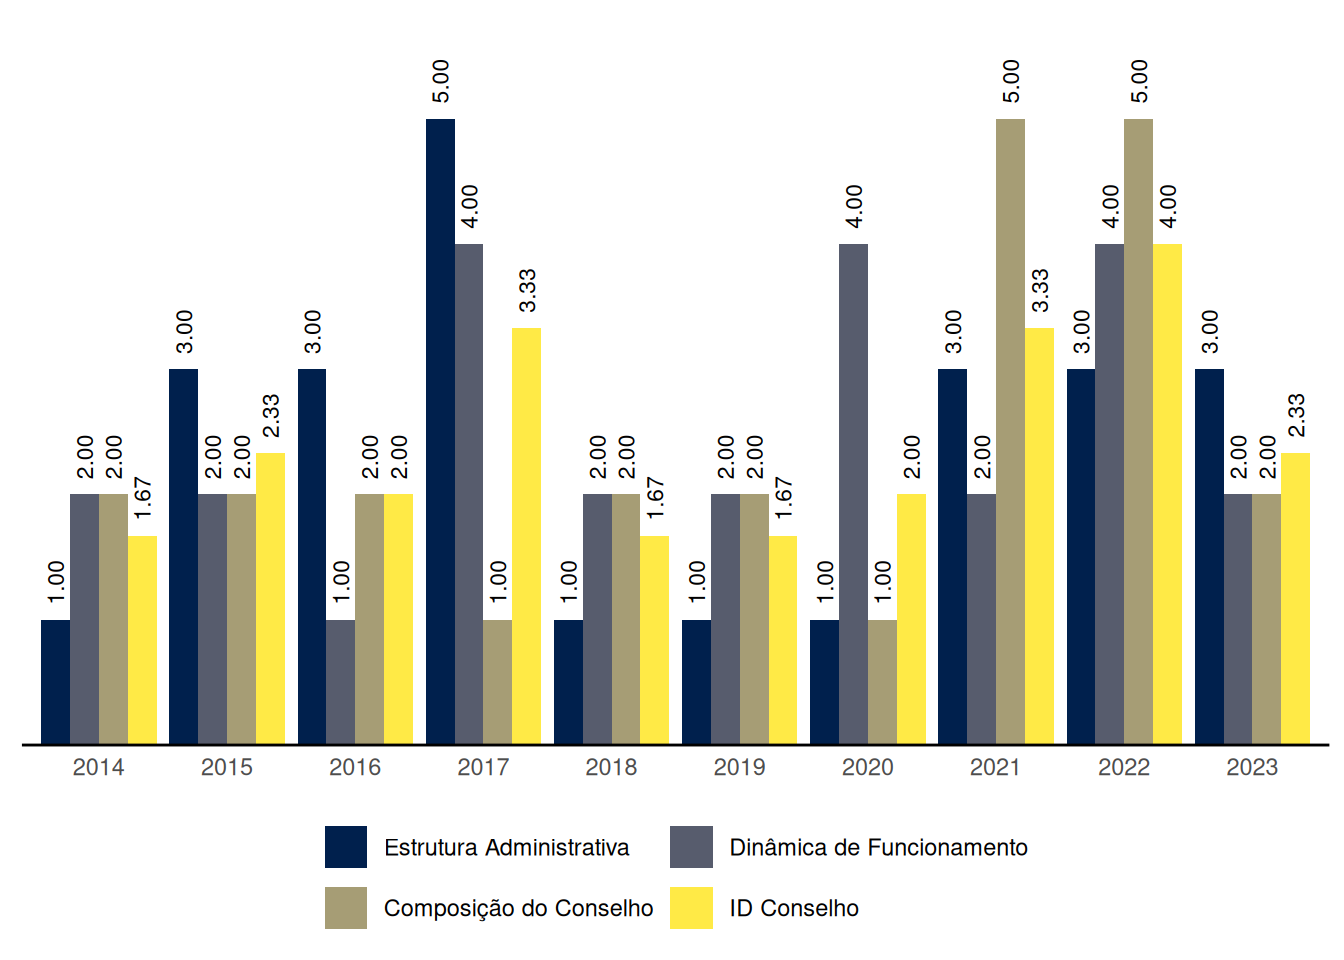 1.00 2.00 2.00 1.67
3.00 2.00 2.00 2.33
3.00 1.00 2.00 2.00
5.00 4.00 1.00 3.33
1.00 2.00 2.00 1.67
1.00 2.00 2.00 1.67
1.00 4.00 1.00 2.00
3.00 2.00 5.00 3.33
3.00 4.00 5.00 4.00
3.00 2.00 2.00 2.33
2014 2015 2016 2017 2018 2019 2020 2021 2022 2023
Estrutura Administrativa Dinâmica de Funcionamento
Composição do Conselho ID Conselho